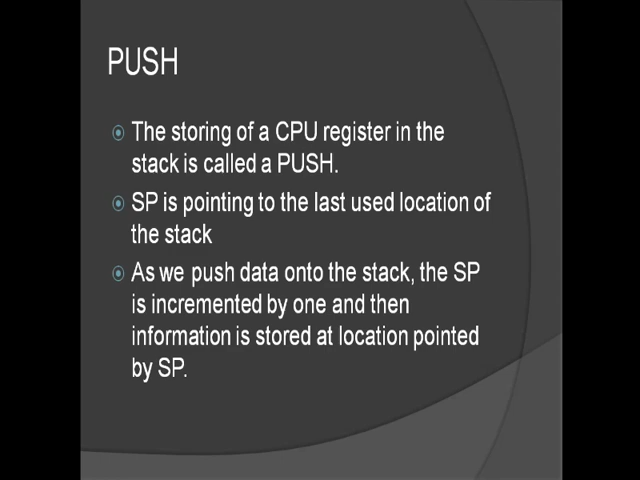 PUSH
The storing of a CPU register in the
stack is called a PUSH.
SP is pointing to the last used location of
the stack
As we push data onto the stack, the SP
is incremented by one and then
information is stored at location pointed
by SP.